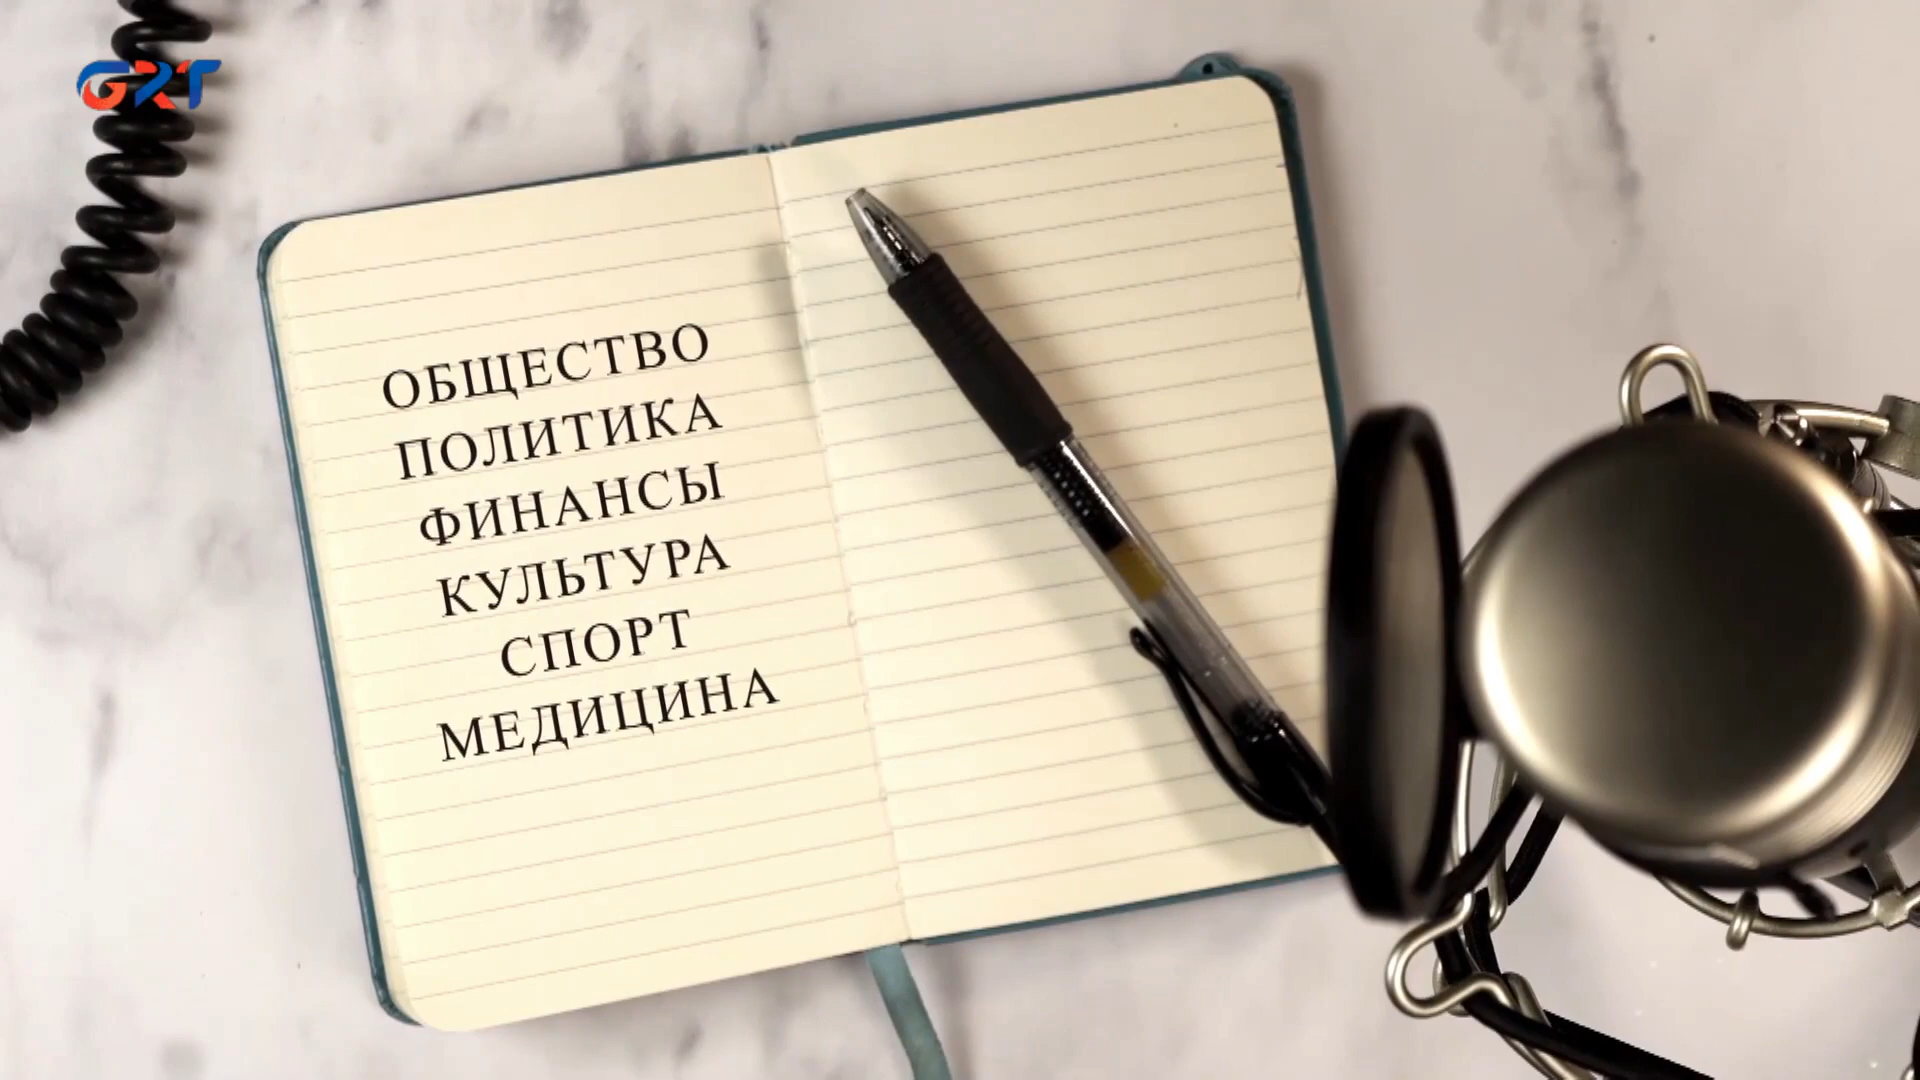 GRT
ОБЩЕСТВО
ПОЛИТИКА
ФИНАНСЫ
КУЛЬТУРА
СПОРТ
МЕДИЦИНА